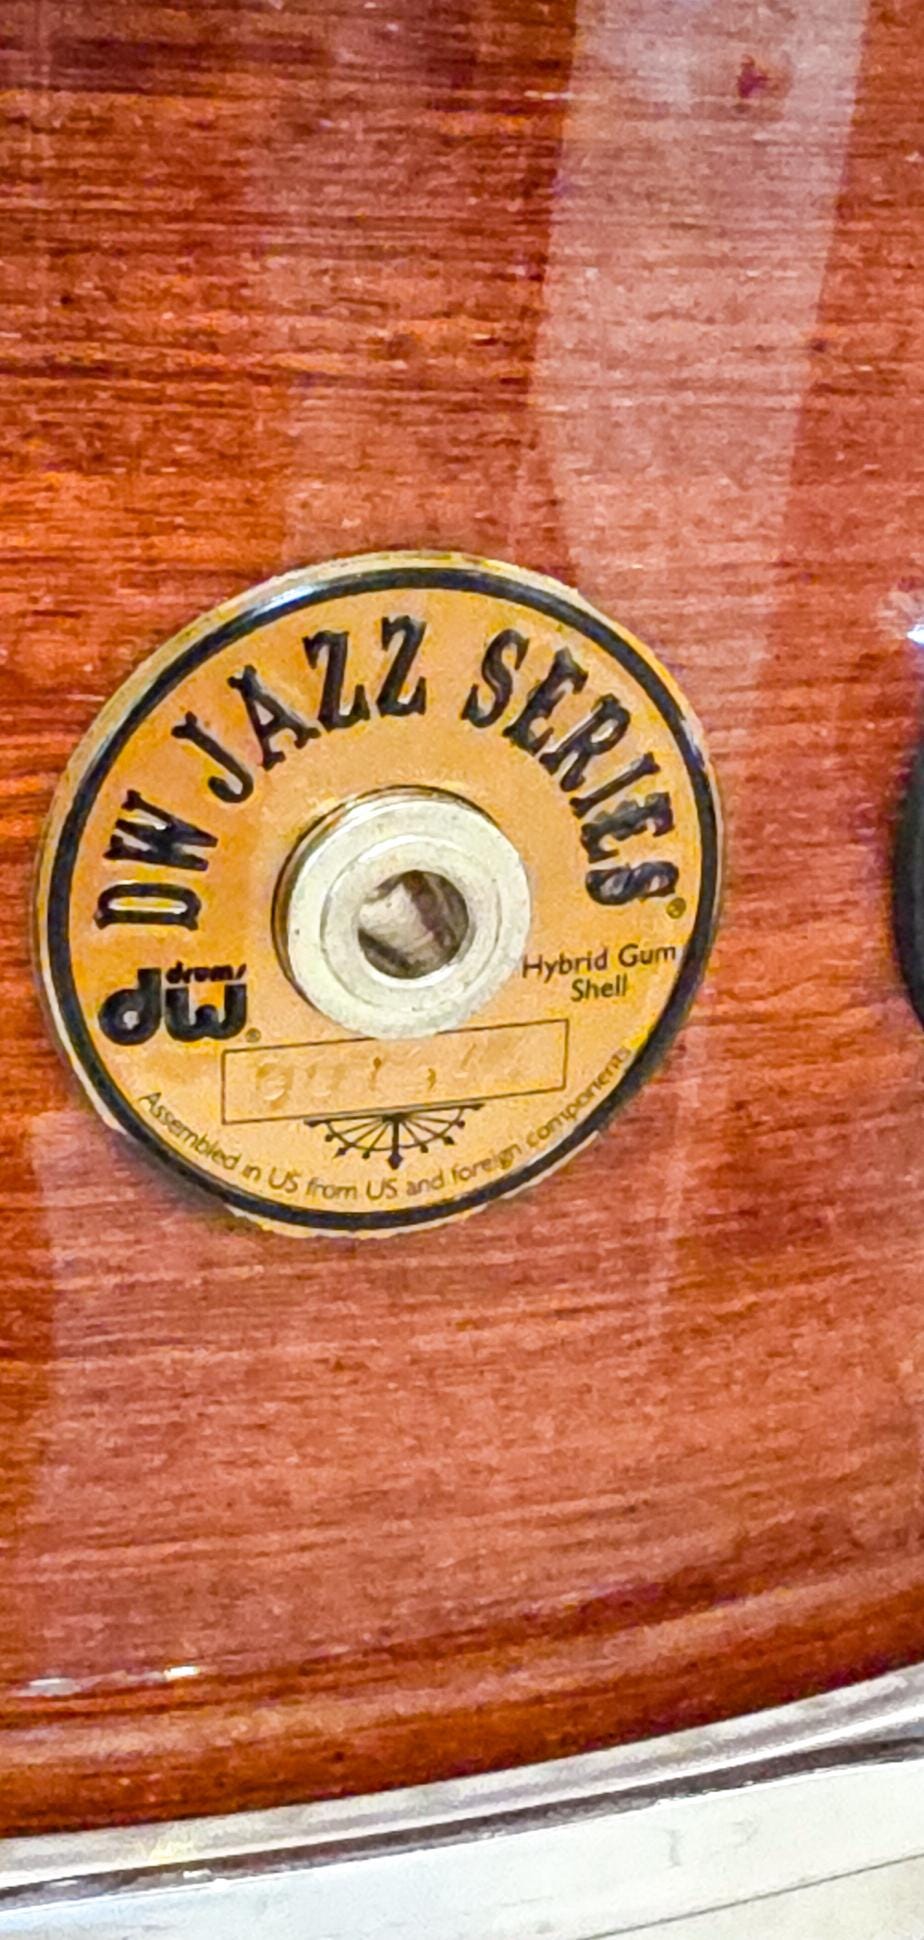 DW JAZZ SERIES®
drums
dw®
Hybrid Gum
Shell
Assembled in US from US and foreign components